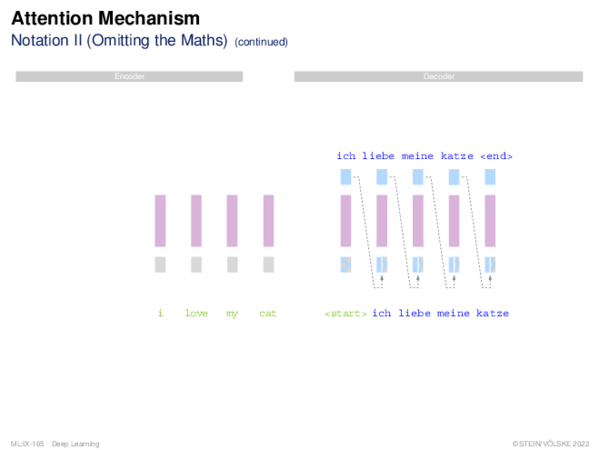 Attention Mechanism
Notation II (Omitting the Maths) (continued)
Encoder
Decoder
ich liebe meine katze <end>
i love my cat
<start> ich liebe meine katze
ML:IX-165 Deep Learning
© STEIN/VÖLSKE 2022